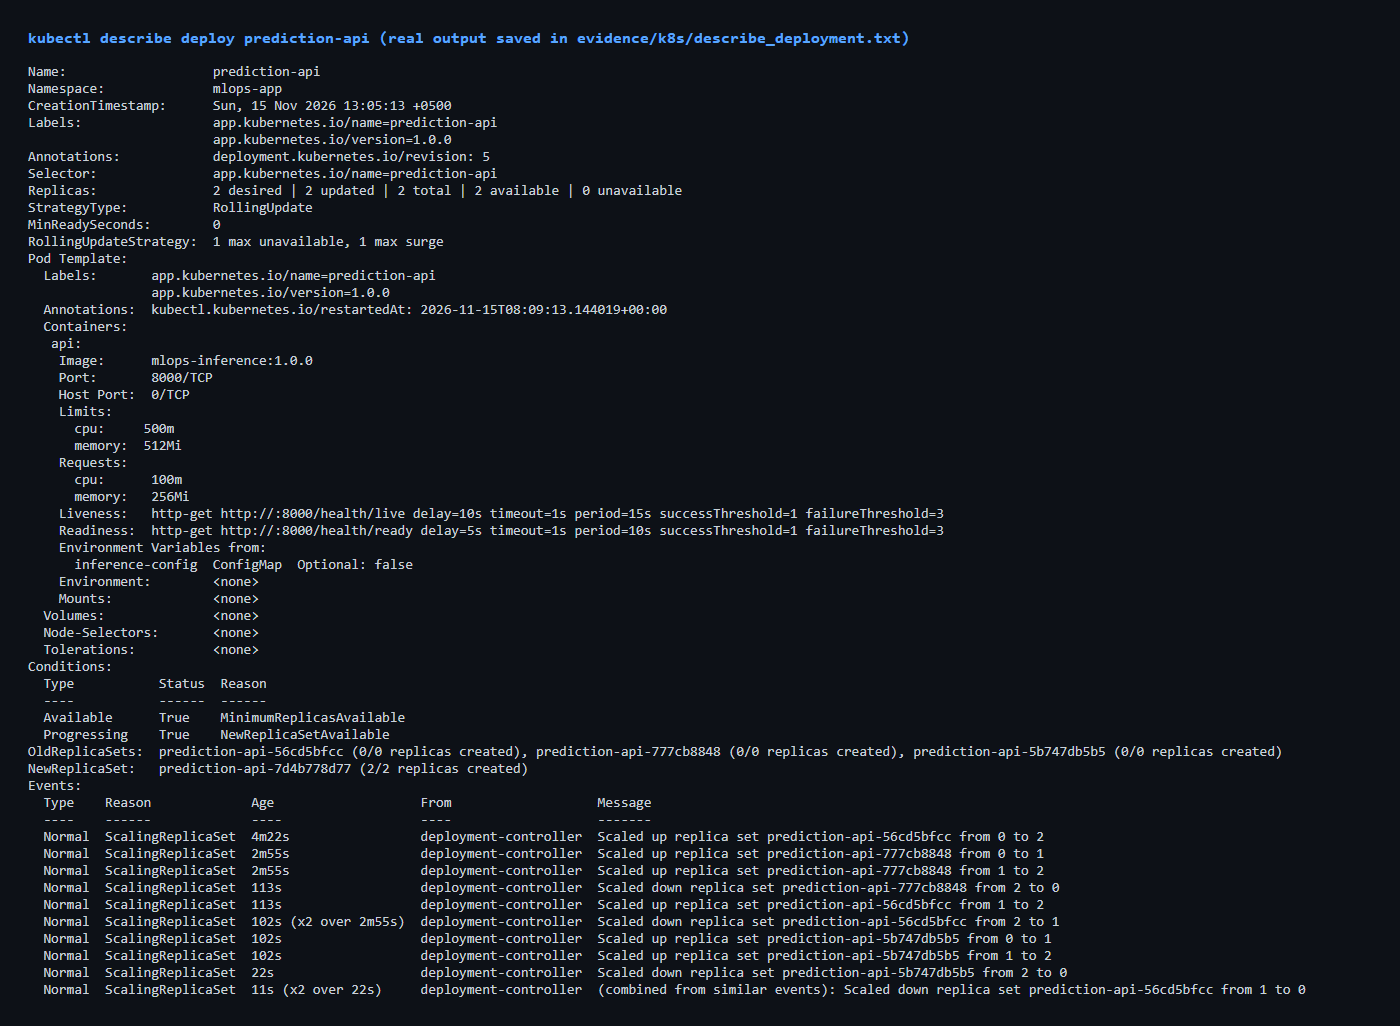 kubectl describe deploy prediction-api (real output saved in evidence/k8s/describe_deployment.txt)
Name:                   prediction-api
Namespace:              mlops-app
CreationTimestamp:      Sun, 15 Nov 2026 13:05:13 +0500
Labels:                 app.kubernetes.io/name=prediction-api
                        app.kubernetes.io/version=1.0.0
Annotations:            deployment.kubernetes.io/revision: 5
Selector:               app.kubernetes.io/name=prediction-api
Replicas:               2 desired | 2 updated | 2 total | 2 available | 0 unavailable
StrategyType:           RollingUpdate
MinReadySeconds:        0
RollingUpdateStrategy:  1 max unavailable, 1 max surge
Pod Template:
  Labels:       app.kubernetes.io/name=prediction-api
                app.kubernetes.io/version=1.0.0
  Annotations:  kubectl.kubernetes.io/restartedAt: 2026-11-15T08:09:13.144019+00:00
  Containers:
   api:
    Image:      mlops-inference:1.0.0
    Port:       8000/TCP
    Host Port:  0/TCP
    Limits:
      cpu:     500m
      memory:  512Mi
    Requests:
      cpu:      100m
      memory:   256Mi
    Liveness:   http-get http://:8000/health/live delay=10s timeout=1s period=15s successThreshold=1 failureThreshold=3
    Readiness:  http-get http://:8000/health/ready delay=5s timeout=1s period=10s successThreshold=1 failureThreshold=3
    Environment Variables from:
      inference-config  ConfigMap  Optional: false
    Environment:        <none>
    Mounts:             <none>
  Volumes:              <none>
  Node-Selectors:       <none>
  Tolerations:          <none>
Conditions:
  Type           Status  Reason
  ----           ------  ------
  Available      True    MinimumReplicasAvailable
  Progressing    True    NewReplicaSetAvailable
OldReplicaSets:  prediction-api-56cd5bfcc (0/0 replicas created), prediction-api-777cb8848 (0/0 replicas created), prediction-api-5b747db5b5 (0/0 replicas created)
NewReplicaSet:   prediction-api-7d4b778d77 (2/2 replicas created)
Events:
  Type    Reason             Age                   From                   Message
  ----    ------             ----                  ----                   -------
  Normal  ScalingReplicaSet  4m22s                 deployment-controller  Scaled up replica set prediction-api-56cd5bfcc from 0 to 2
  Normal  ScalingReplicaSet  2m55s                 deployment-controller  Scaled up replica set prediction-api-777cb8848 from 0 to 1
  Normal  ScalingReplicaSet  2m55s                 deployment-controller  Scaled up replica set prediction-api-777cb8848 from 1 to 2
  Normal  ScalingReplicaSet  113s                  deployment-controller  Scaled down replica set prediction-api-777cb8848 from 2 to 0
  Normal  ScalingReplicaSet  113s                  deployment-controller  Scaled up replica set prediction-api-56cd5bfcc from 1 to 2
  Normal  ScalingReplicaSet  102s (x2 over 2m55s)  deployment-controller  Scaled down replica set prediction-api-56cd5bfcc from 2 to 1
  Normal  ScalingReplicaSet  102s                  deployment-controller  Scaled up replica set prediction-api-5b747db5b5 from 0 to 1
  Normal  ScalingReplicaSet  102s                  deployment-controller  Scaled up replica set prediction-api-5b747db5b5 from 1 to 2
  Normal  ScalingReplicaSet  22s                   deployment-controller  Scaled down replica set prediction-api-5b747db5b5 from 2 to 0
  Normal  ScalingReplicaSet  11s (x2 over 22s)     deployment-controller  (combined from similar events): Scaled down replica set prediction-api-56cd5bfcc from 1 to 0